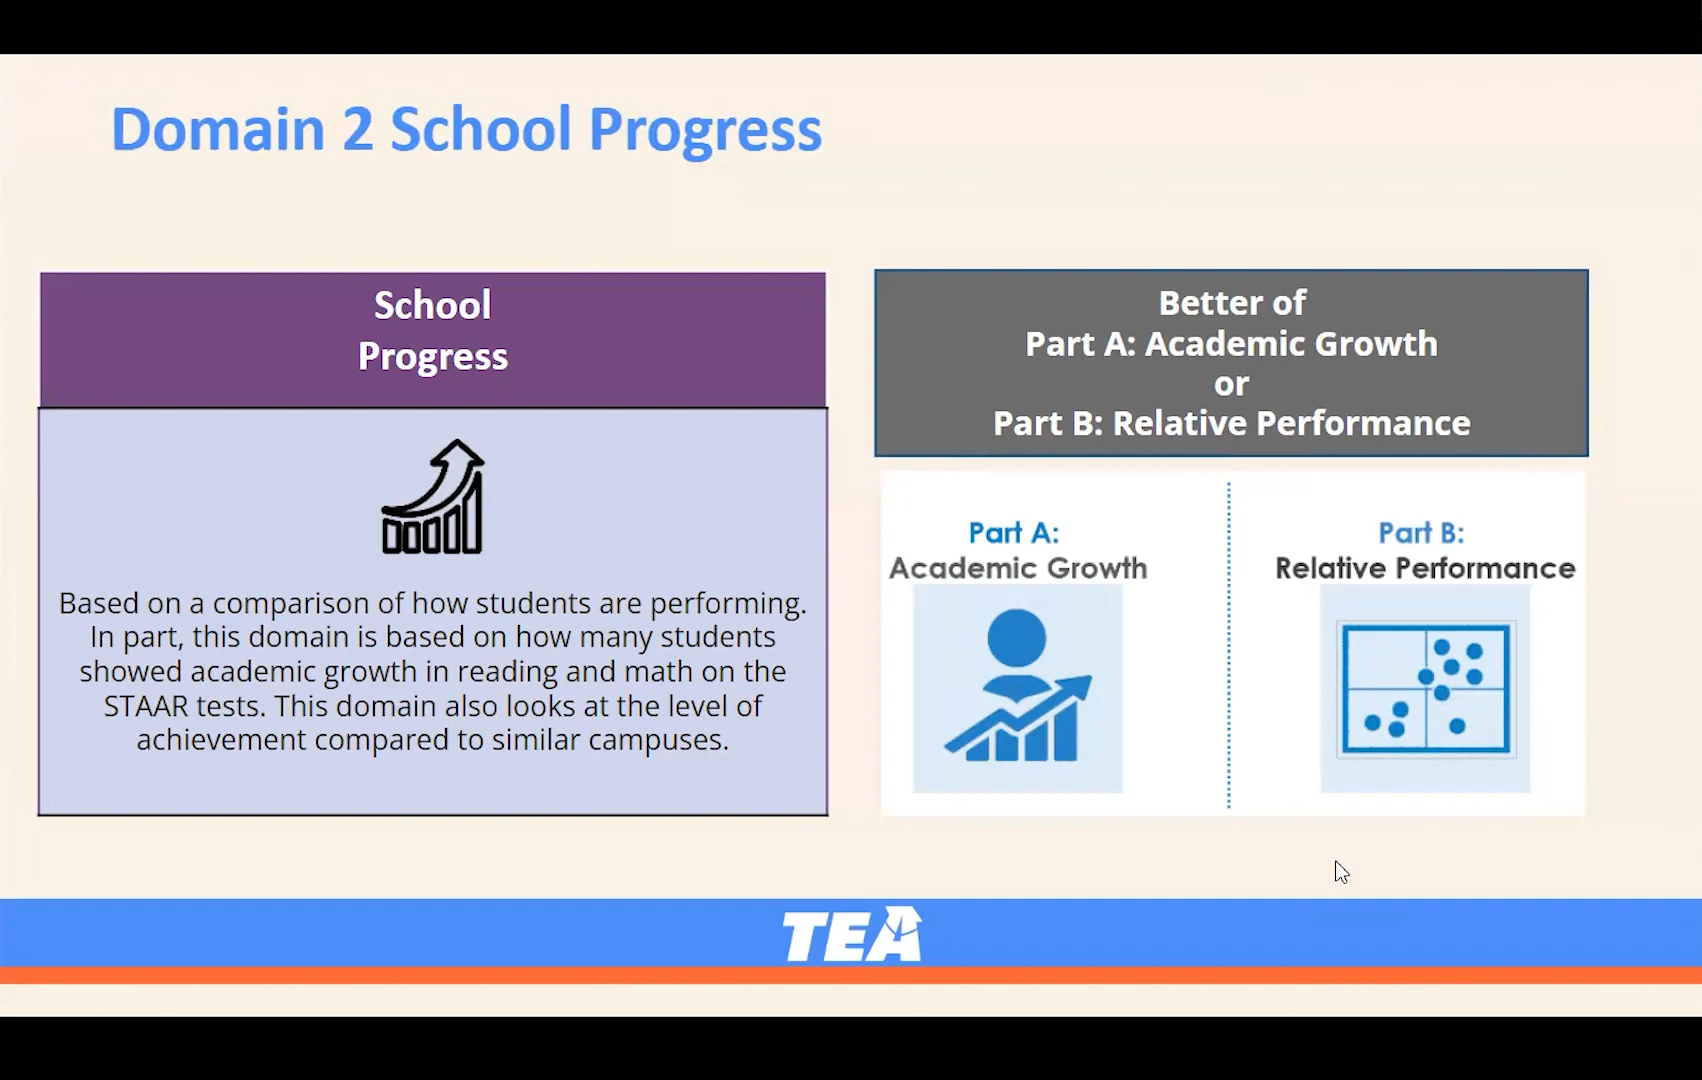 Domain 2 School Progress
School
Progress
Based on a comparison of how students are performing.
In part, this domain is based on how many students
showed academic growth in reading and math on the
STAAR tests. This domain also looks at the level of
achievement compared to similar campuses.
Better of
Part A: Academic Growth
or
Part B: Relative Performance
Part A:
Academic Growth
Part B:
Relative Performance
TEA